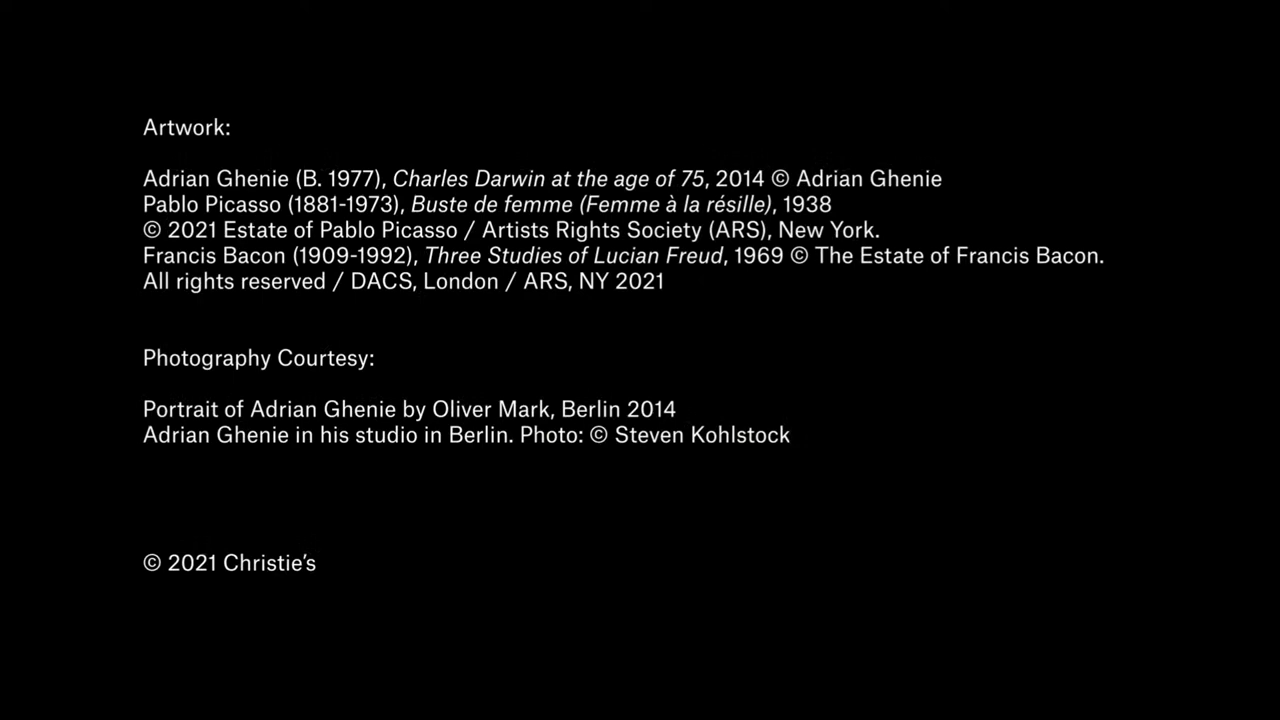 Artwork:
Adrian Ghenie (B. 1977), Charles Darwin at the age of 75, 2014 © Adrian Ghenie
Pablo Picasso (1881-1973), Buste de femme (Femme à la résille), 1938
© 2021 Estate of Pablo Picasso / Artists Rights Society (ARS), New York.
Francis Bacon (1909-1992), Three Studies of Lucian Freud, 1969 © The Estate of Francis Bacon.
All rights reserved / DACS, London / ARS, NY 2021
Photography Courtesy:
Portrait of Adrian Ghenie by Oliver Mark, Berlin 2014
Adrian Ghenie in his studio in Berlin. Photo: © Steven Kohlstock
© 2021 Christie’s